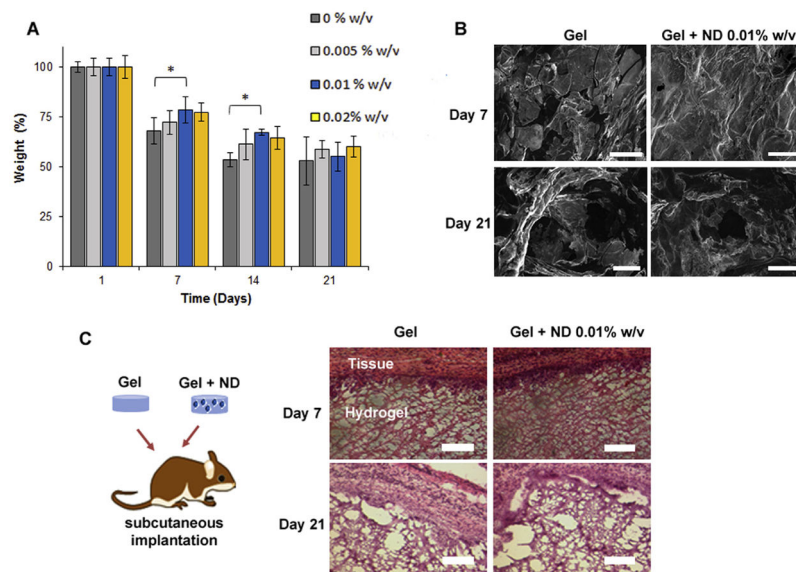 A
0 % w/v
0.005 % w/v
0.01 % w/v
0.02% w/v
Weight (%)
100
75
50
25
0
*
*
1
7
14
21
Time (Days)
B
Gel
Gel + ND 0.01% w/v
Day 7
Day 21
C
Gel
Gel + ND
subcutaneous
implantation
Gel
Gel + ND 0.01% w/v
Day 7
Tissue
Hydrogel
Day 21